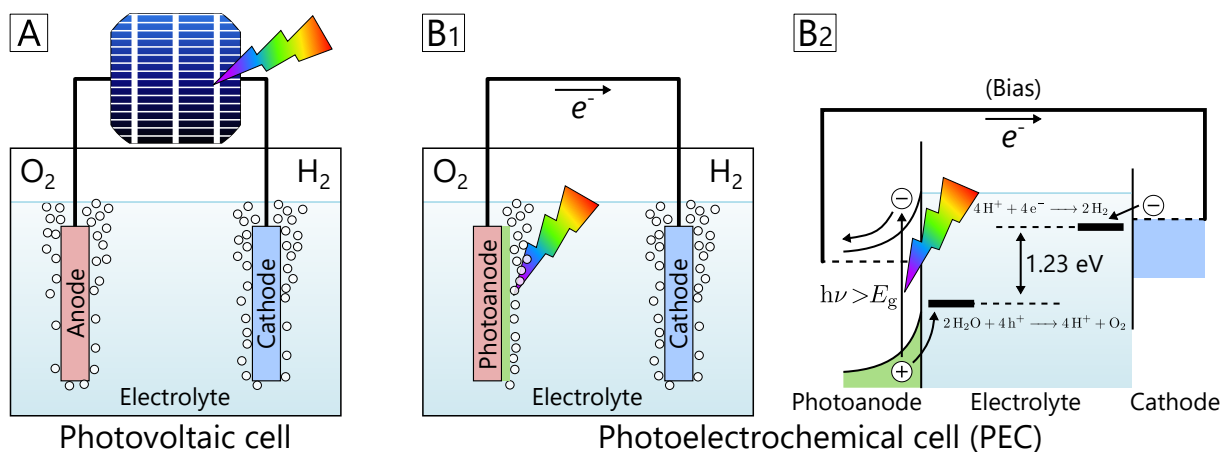 A
O₂
H₂
Anode
Cathode
Electrolyte
Photovoltaic cell
B1
e⁻
O₂
H₂
Photoanode
Cathode
Electrolyte
B2
(Bias)
e⁻
−
4H⁺ + 4e⁻ ⟶ 2H₂
−
1.23 eV
hν > E_g
2H₂O + 4h⁺ ⟶ 4H⁺ + O₂
+
Photoanode
Electrolyte
Cathode
Photoelectrochemical cell (PEC)